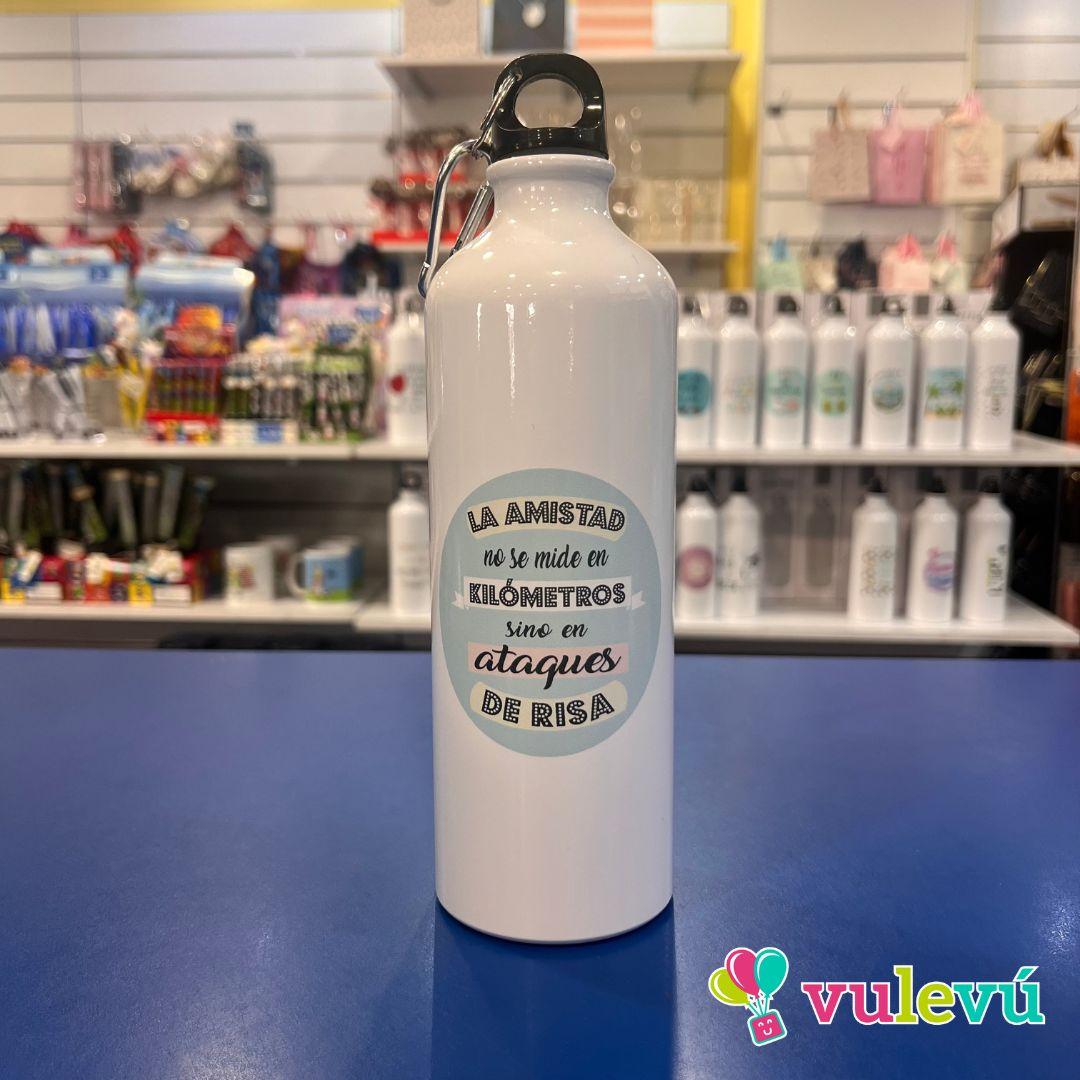 LA AMISTAD
no se mide en
KILÓMETROS
sino en
ataques
DE RISA
vulevú